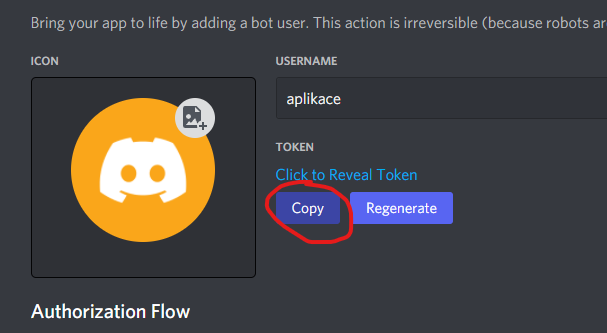 Bring your app to life by adding a bot user. This action is irreversible (because robots are
ICON
USERNAME
aplikace
TOKEN
Click to Reveal Token
Copy
Regenerate
Authorization Flow